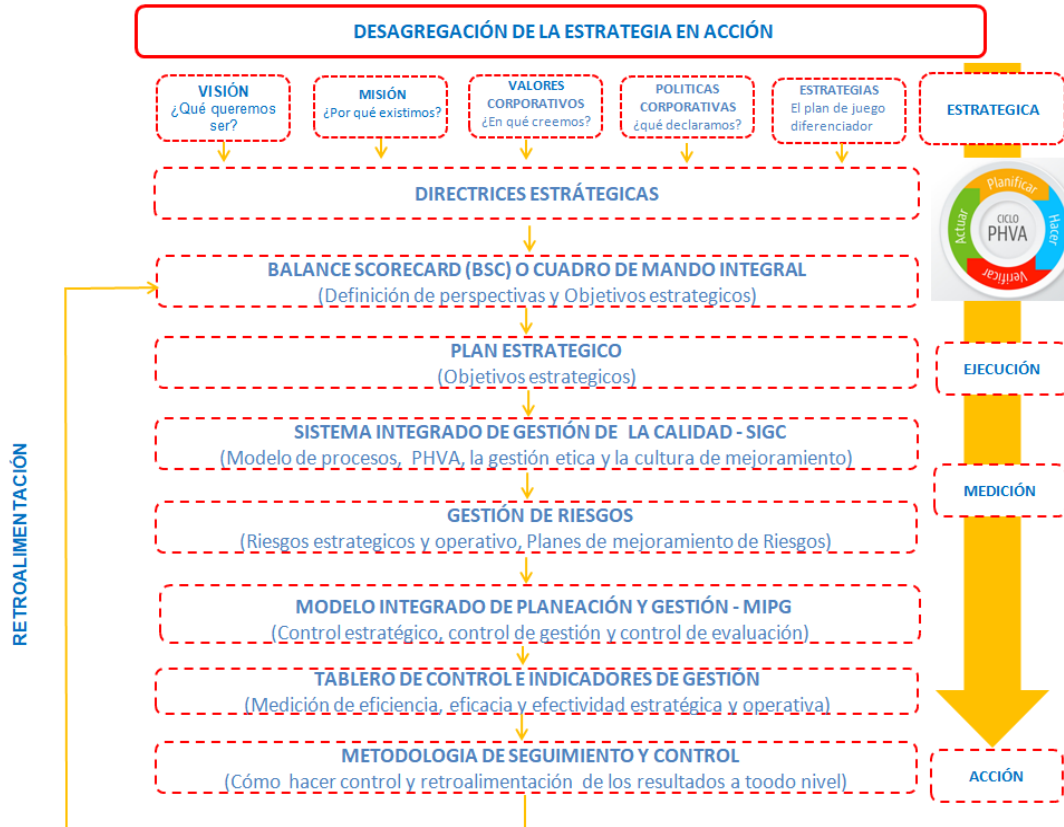 DESAGREGACIÓN DE LA ESTRATEGIA EN ACCIÓN
VISIÓN
¿Qué queremos
ser?
MISIÓN
¿Por qué existimos?
VALORES
CORPORATIVOS
¿En qué creemos?
POLITICAS
CORPORATIVAS
¿qué declaramos?
ESTRATEGIAS
El plan de juego
diferenciador
ESTRATEGICA
DIRECTRICES ESTRÁTEGICAS
Planificar
Hacer
Verificar
Actuar
CICLO
PHVA
BALANCE SCORECARD (BSC) O CUADRO DE MANDO INTEGRAL
(Definición de perspectivas y Objetivos estrategicos)
PLAN ESTRATEGICO
(Objetivos estrategicos)
EJECUCIÓN
SISTEMA INTEGRADO DE GESTIÓN DE LA CALIDAD - SIGC
(Modelo de procesos, PHVA, la gestión etica y la cultura de mejoramiento)
MEDICIÓN
GESTIÓN DE RIESGOS
(Riesgos estrategicos y operativo, Planes de mejoramiento de Riesgos)
RETROALIMENTACIÓN
MODELO INTEGRADO DE PLANEACIÓN Y GESTIÓN - MIPG
(Control estratégico, control de gestión y control de evaluación)
TABLERO DE CONTROL E INDICADORES DE GESTIÓN
(Medición de eficiencia, eficacia y efectividad estratégica y operativa)
METODOLOGIA DE SEGUIMIENTO Y CONTROL
(Cómo hacer control y retroalimentación de los resultados a toodo nivel)
ACCIÓN